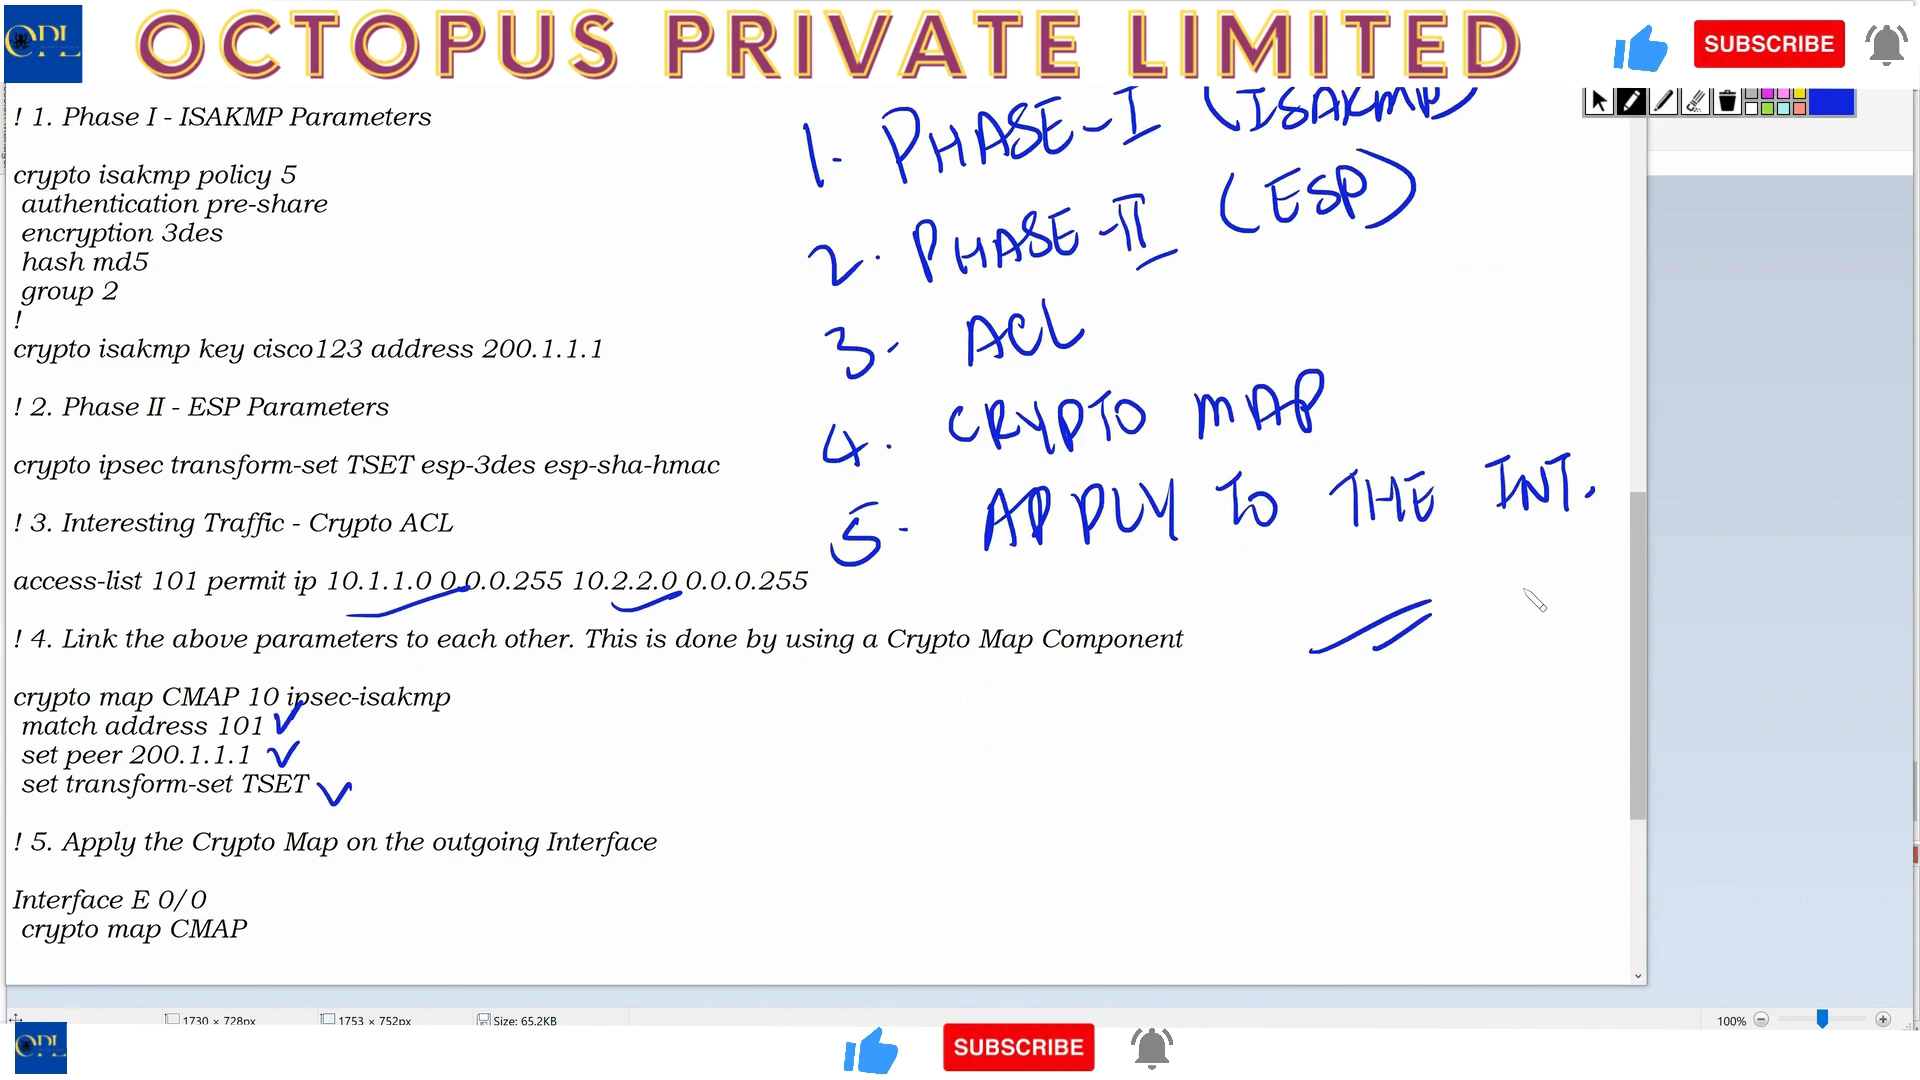 OPL
OCTOPUS PRIVATE LIMITED
SUBSCRIBE
! 1. Phase I - ISAKMP Parameters
crypto isakmp policy 5
authentication pre-share
encryption 3des
hash md5
group 2
!
crypto isakmp key cisco123 address 200.1.1.1
! 2. Phase II - ESP Parameters
crypto ipsec transform-set TSET esp-3des esp-sha-hmac
! 3. Interesting Traffic - Crypto ACL
access-list 101 permit ip 10.1.1.0 0.0.0.255 10.2.2.0 0.0.0.255
! 4. Link the above parameters to each other. This is done by using a Crypto Map Component
crypto map CMAP 10 ipsec-isakmp
match address 101
set peer 200.1.1.1
set transform-set TSET
! 5. Apply the Crypto Map on the outgoing Interface
Interface E 0/0
crypto map CMAP
1. PHASE-I (ISAKMP)
2. PHASE-II (ESP)
3. ACL
4. CRYPTO MAP
5. APPLY TO THE INT.
1730 × 728px
1753 × 752px
Size: 65.2KB
100%
OPL
SUBSCRIBE